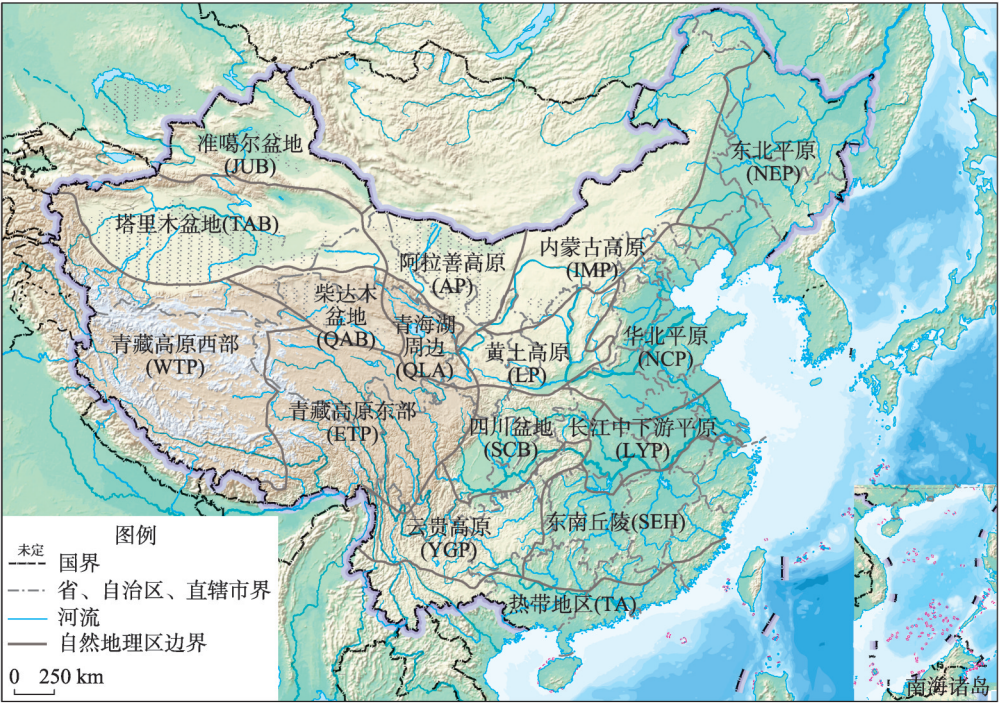 准噶尔盆地
(JUB)
东北平原
(NEP)
塔里木盆地(TAB)
内蒙古高原
(IMP)
阿拉善高原
(AP)
柴达木
盆地
(QAB)
青海湖
周边
(QLA)
青藏高原西部
(WTP)
黄土高原
(LP)
华北平原
(NCP)
青藏高原东部
(ETP)
四川盆地
(SCB)
长江中下游平原
(LYP)
云贵高原
(YGP)
东南丘陵(SEH)
热带地区(TA)
图例
未定
国界
省、自治区、直辖市界
河流
自然地理区边界
0 250 km
南海诸岛